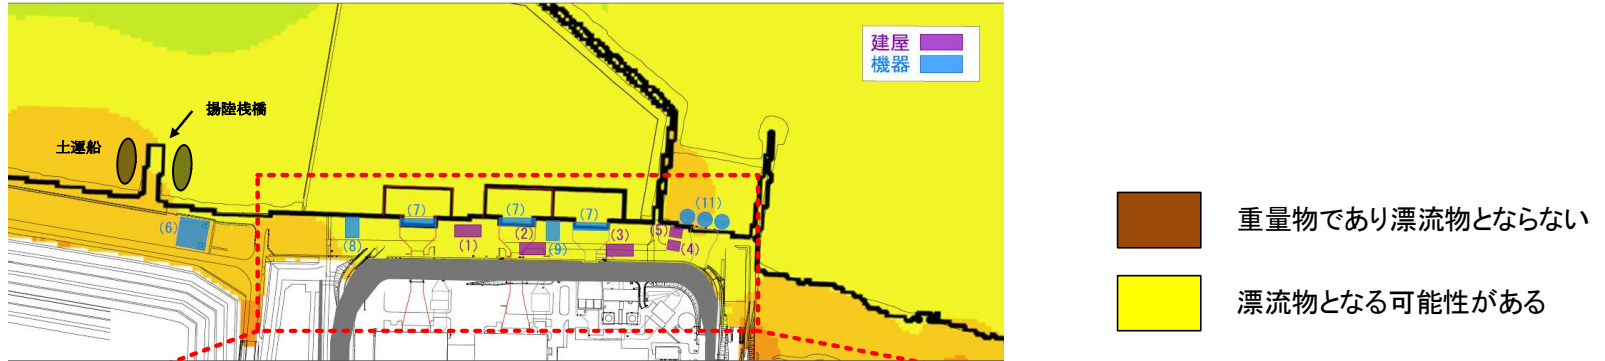 建屋
機器
揚陸桟橋
土運船
(6)
(8)
(7)
(1)
(7)
(2)
(9)
(7)
(3)
(5)
(4)
(11)
重量物であり漂流物とならない
漂流物となる可能性がある